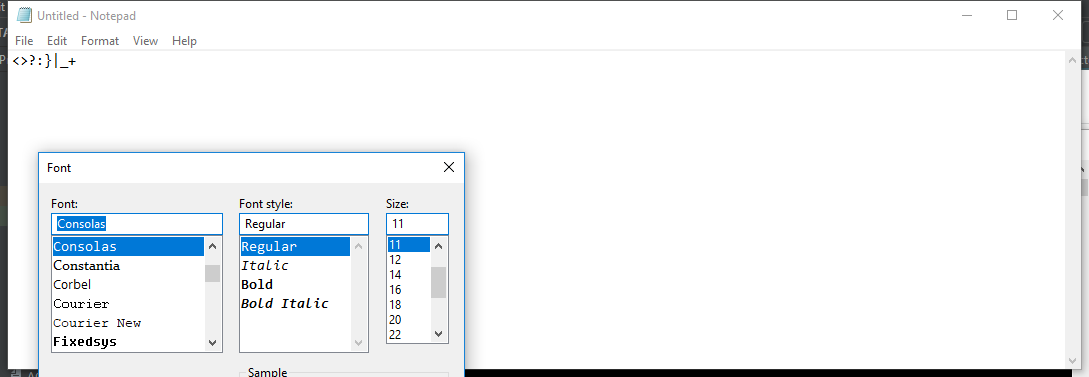 Untitled - Notepad
File Edit Format View Help
<>?:}|_+
Font
Font: Font style: Size:
Consolas Regular 11
Consolas Regular 11
Constantia Italic 12
Corbel Bold 14
Courier Bold Italic 16
Courier New 18
Fixedsys 20
22
Sample